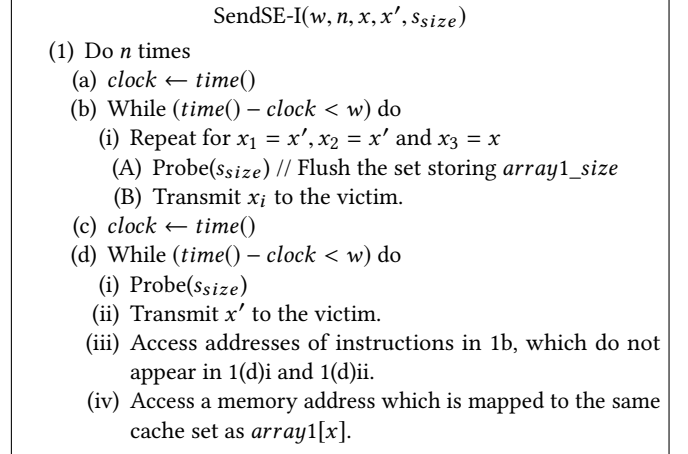 SendSE-I(w, n, x, x′, s_size)
(1) Do n times
(a) clock ← time()
(b) While (time() − clock < w) do
(i) Repeat for x₁ = x′, x₂ = x′ and x₃ = x
(A) Probe(s_size) // Flush the set storing array1_size
(B) Transmit xᵢ to the victim.
(c) clock ← time()
(d) While (time() − clock < w) do
(i) Probe(s_size)
(ii) Transmit x′ to the victim.
(iii) Access addresses of instructions in 1b, which do not
appear in 1(d)i and 1(d)ii.
(iv) Access a memory address which is mapped to the same
cache set as array1[x].